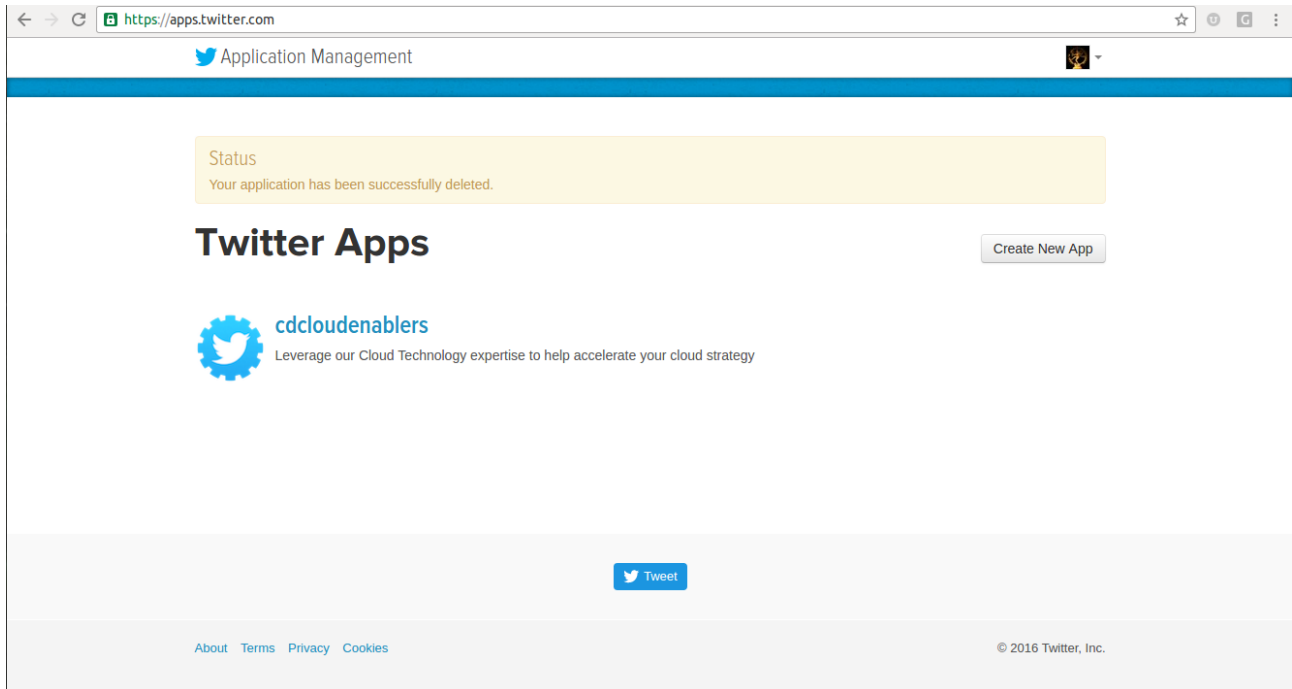 https://apps.twitter.com
Application Management
Status
Your application has been successfully deleted.
Twitter Apps
Create New App
cdcloudenablers
Leverage our Cloud Technology expertise to help accelerate your cloud strategy
Tweet
About Terms Privacy Cookies
© 2016 Twitter, Inc.